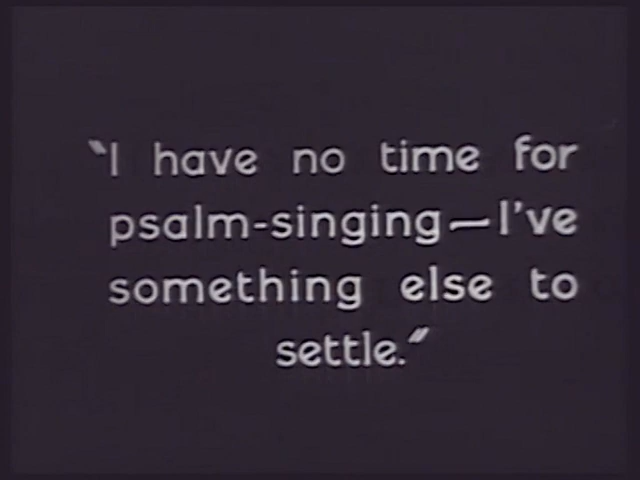 "I have no time for
psalm-singing—I've
something else to
settle."